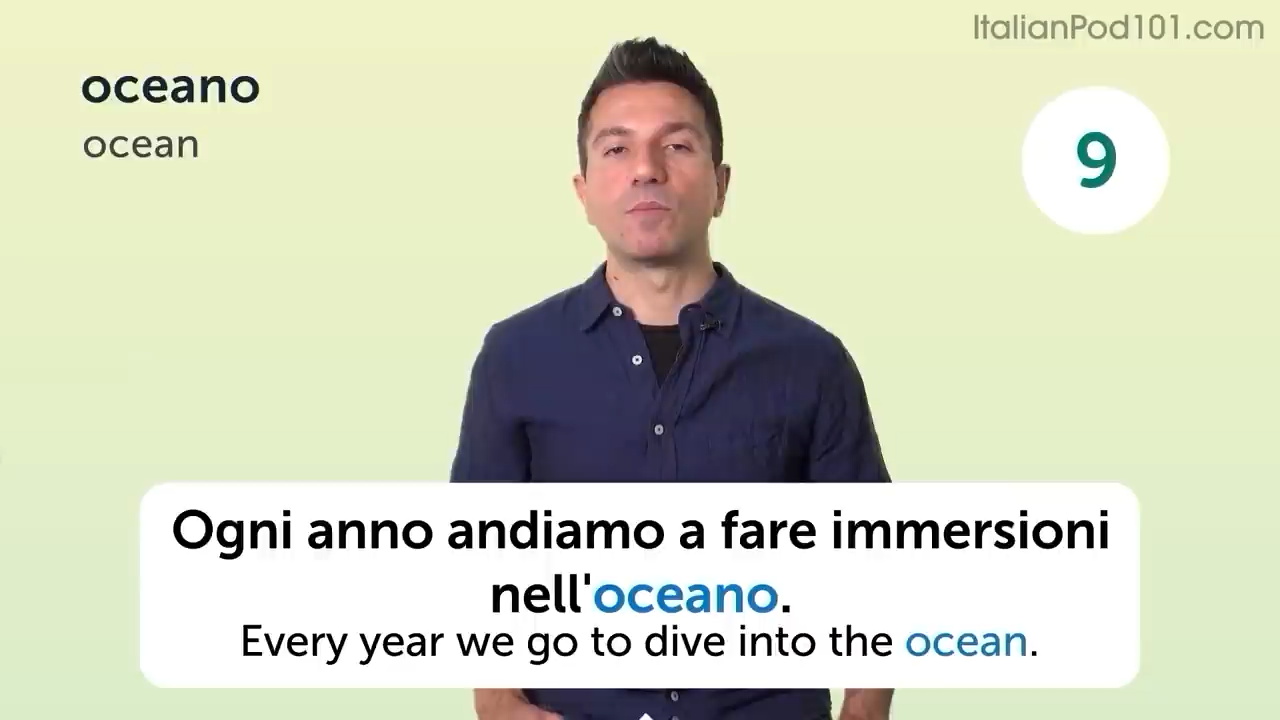 ItalianPod101.com
oceano
ocean
9
Ogni anno andiamo a fare immersioni
nell'oceano.
Every year we go to dive into the ocean.